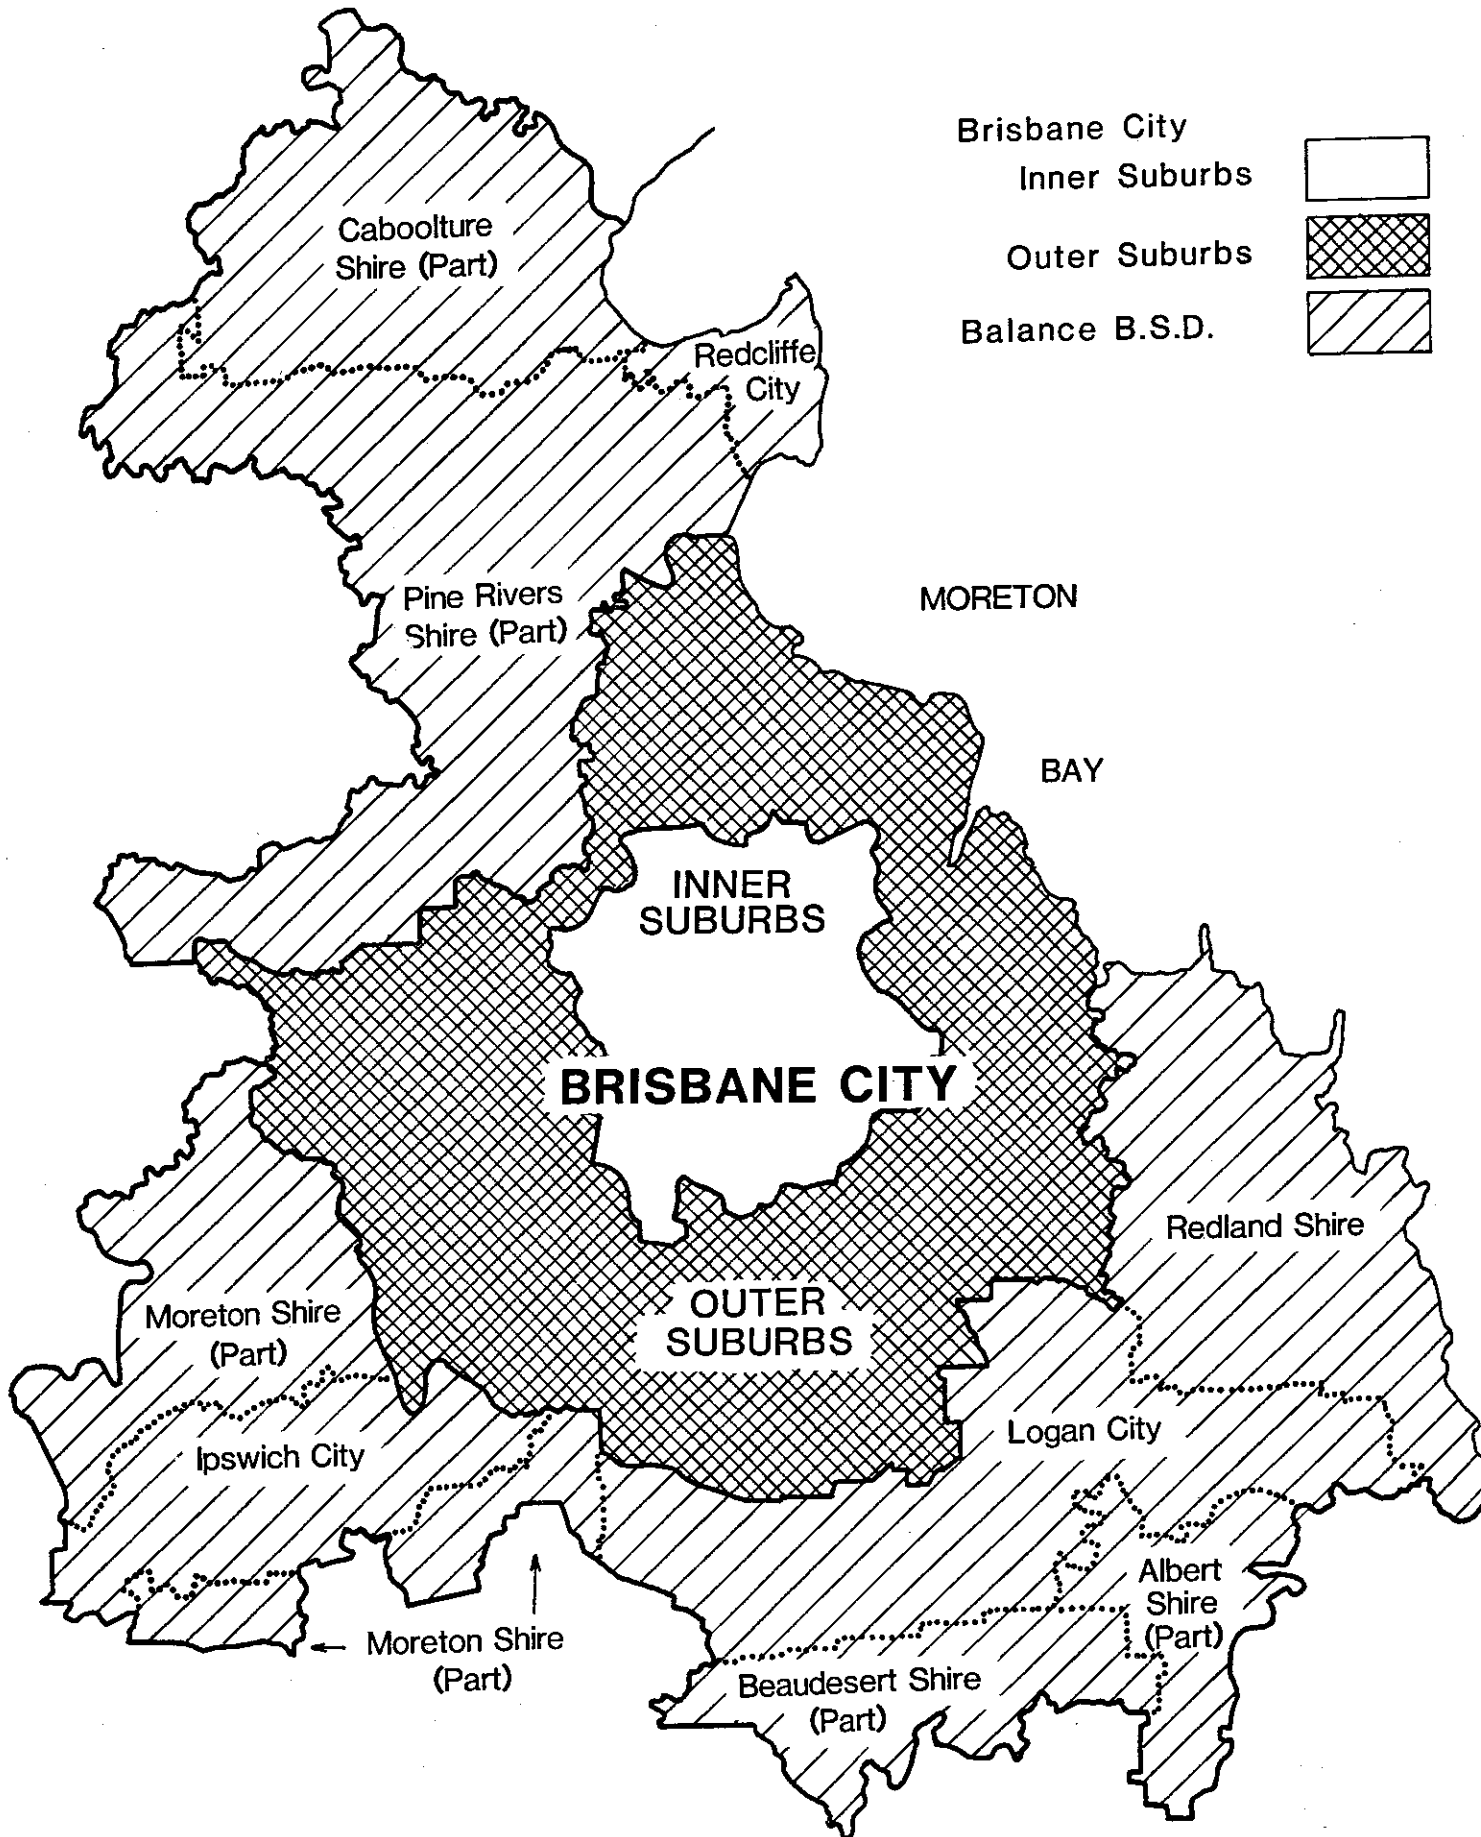 Brisbane City
Inner Suburbs
Outer Suburbs
Balance B.S.D.
Caboolture
Shire (Part)
Redcliffe
City
Pine Rivers
Shire (Part)
MORETON
BAY
INNER
SUBURBS
BRISBANE CITY
Redland Shire
OUTER
SUBURBS
Moreton Shire
(Part)
Logan City
Ipswich City
Albert
Shire
(Part)
Moreton Shire
(Part)
Beaudesert Shire
(Part)